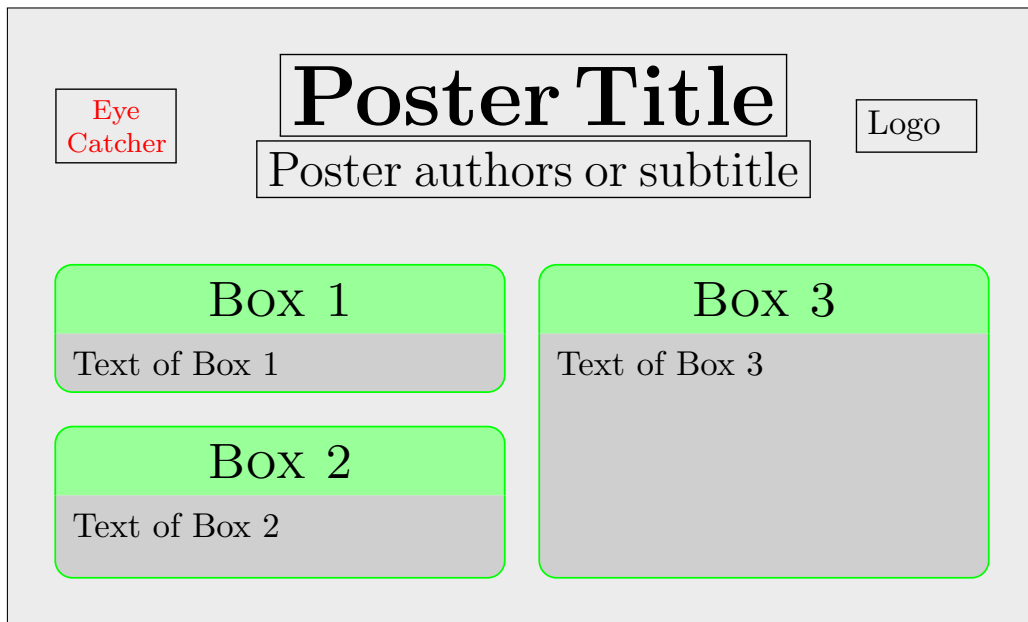 Eye
Catcher
Poster Title
Poster authors or subtitle
Logo
Box 1
Text of Box 1
Box 2
Text of Box 2
Box 3
Text of Box 3